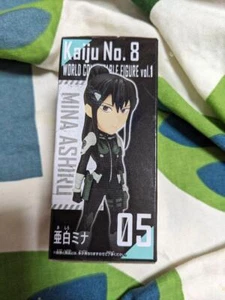 Kaiju No. 8
WORLD COLLECTABLE FIGURE vol.1
MINA ASHIRO
05
亜白ミナ